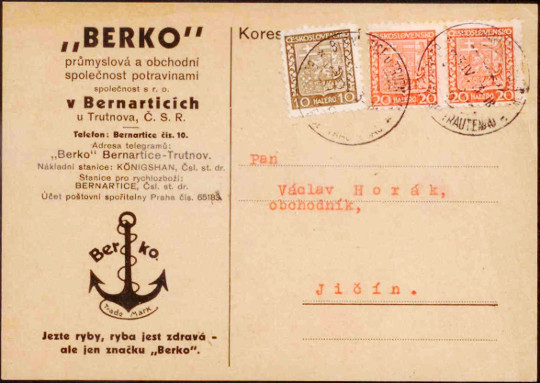 „BERKO"
průmyslová a obchodní
společnost potravinami
společnost s r. o.
v Bernarticích
u Trutnova, Č. S. R.
Telefon: Bernartice čís. 10.
Adresa telegramů:
„Berko" Bernartice-Trutnov.
Nákladní stanice: KÖNIGSHAN, Čsl. st. dr.
Stanice pro rychlozboží:
BERNARTICE, Čsl. st. dr.
Účet poštovní spořitelny Praha čís. 65183.
Berko.
Trade Mark
Jezte ryby, ryba jest zdravá -
ale jen značku „Berko".
Kores
ČESKOSLOVENSKO
10 HALÉŘŮ 10
ČESKOSLOVENSKO
20 HALÉŘŮ 20
ČESKOSLOVENSKO
20 HALÉŘŮ 20
TRAUTENAU
Pan
Václav Horák,
obchodník,
Jičín.